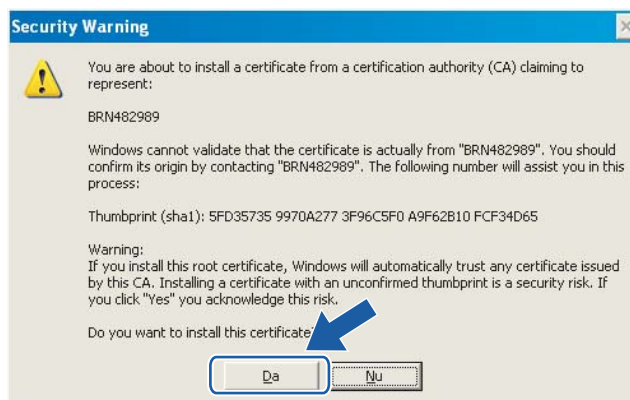 Security Warning
You are about to install a certificate from a certification authority (CA) claiming to
represent:
BRN482989
Windows cannot validate that the certificate is actually from "BRN482989". You should
confirm its origin by contacting "BRN482989". The following number will assist you in this
process:
Thumbprint (sha1): 5FD35735 9970A277 3F96C5F0 A9F62B10 FCF34D65
Warning:
If you install this root certificate, Windows will automatically trust any certificate issued
by this CA. Installing a certificate with an unconfirmed thumbprint is a security risk. If
you click "Yes" you acknowledge this risk.
Do you want to install this certificate
Da Nu